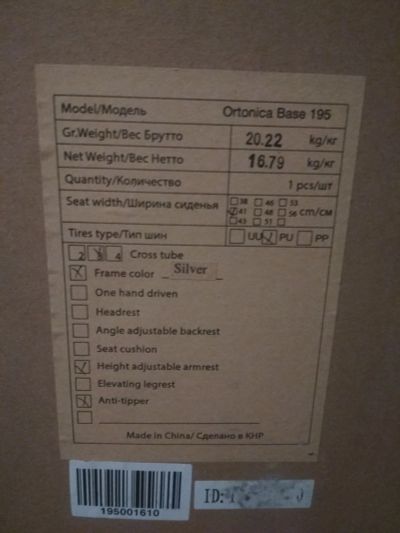 Model/Модель Ortonica Base 195
Gr.Weight/Вес Брутто 20.22 kg/кг
Net Weight/Вес Нетто 16.79 kg/кг
Quantity/Количество 1 pcs/шт
Seat width/Ширина сиденья 38 46 53
41 48 56 cm/см
43 51
Tires type/Тип шин UU PU PP
2 3 4 Cross tube
Frame color Silver
One hand driven
Headrest
Angle adjustable backrest
Seat cushion
Height adjustable armrest
Elevating legrest
Anti-tipper
Made in China/ Сделано в КНР
195001610
ID: